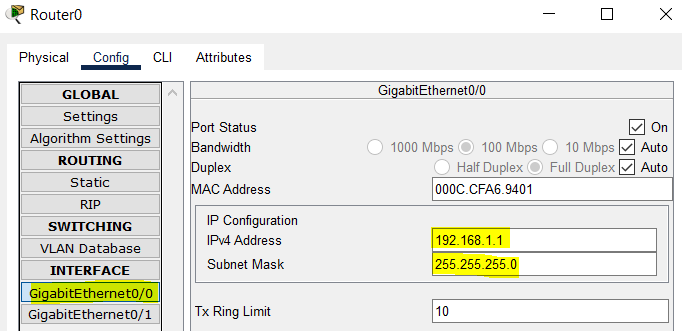 Router0
Physical Config CLI Attributes
GLOBAL
Settings
Algorithm Settings
ROUTING
Static
RIP
SWITCHING
VLAN Database
INTERFACE
GigabitEthernet0/0
GigabitEthernet0/1
GigabitEthernet0/0
Port Status On
Bandwidth 1000 Mbps 100 Mbps 10 Mbps Auto
Duplex Half Duplex Full Duplex Auto
MAC Address 000C.CFA6.9401
IP Configuration
IPv4 Address 192.168.1.1
Subnet Mask 255.255.255.0
Tx Ring Limit 10